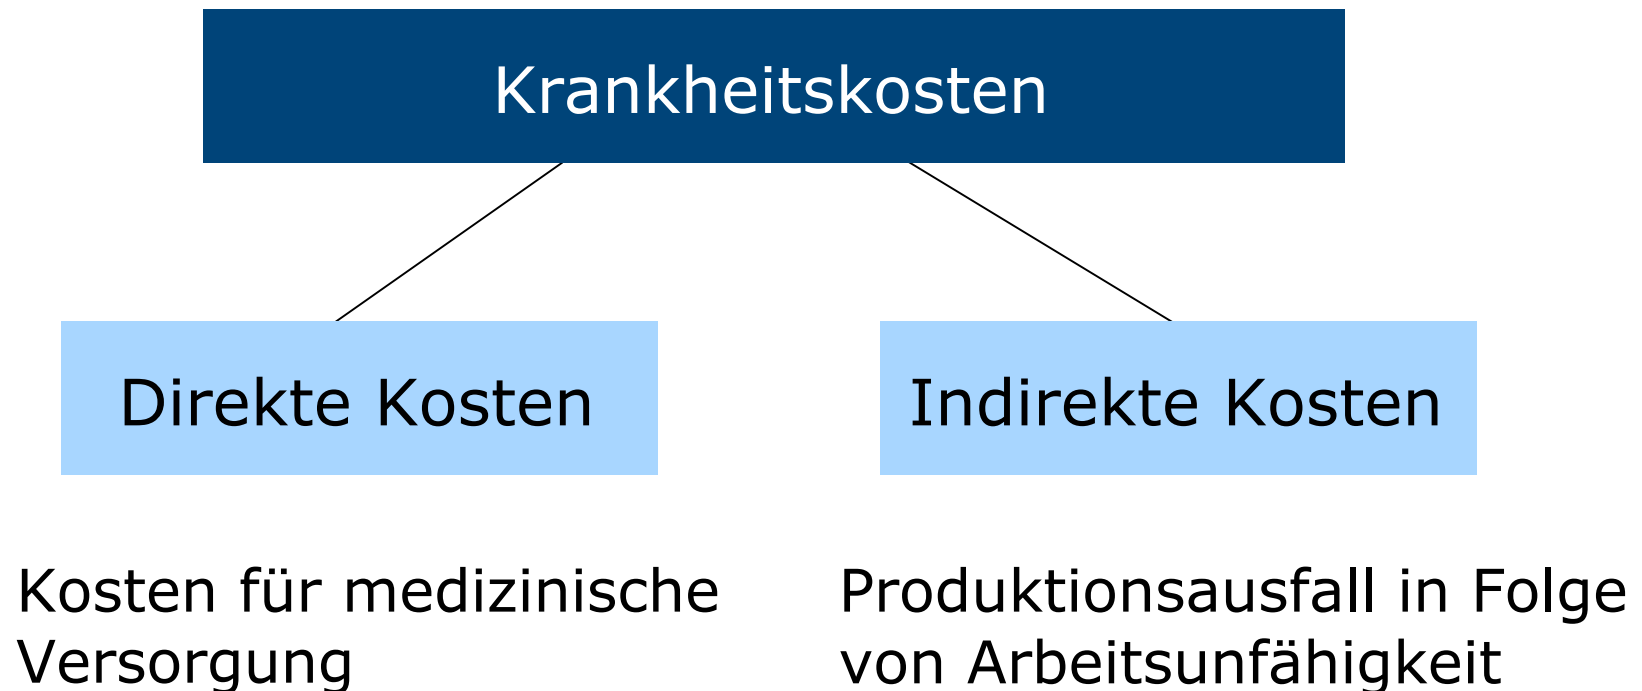 Krankheitskosten
Direkte Kosten
Indirekte Kosten
Kosten für medizinische
Versorgung
Produktionsausfall in Folge
von Arbeitsunfähigkeit